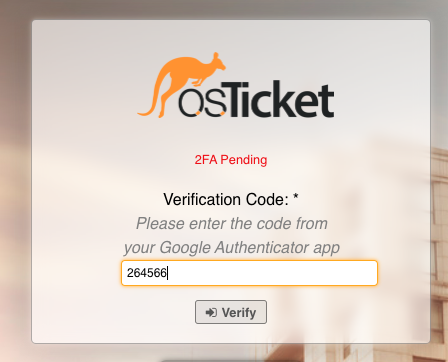 osTicket
2FA Pending
Verification Code: *
Please enter the code from
your Google Authenticator app
264566
Verify